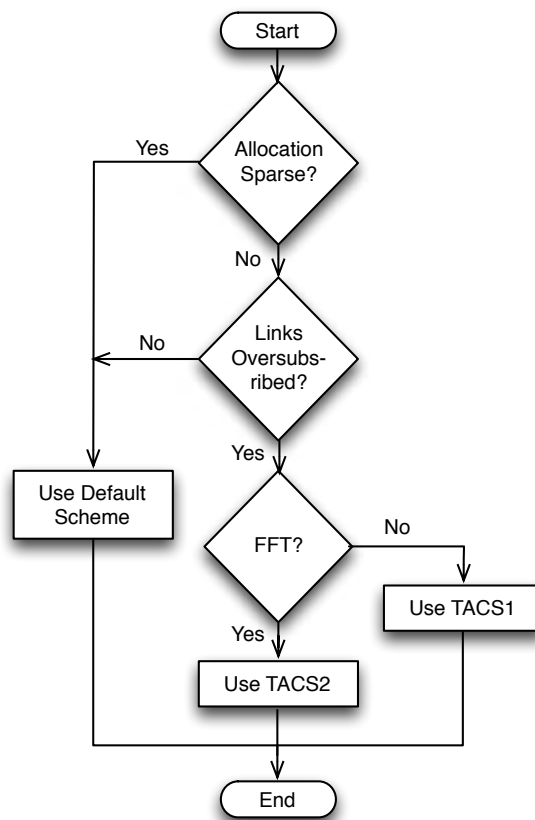 Start
Yes
Allocation
Sparse?
No
Links
Oversubs-
ribed?
No
Yes
Use Default
Scheme
FFT?
No
Use TACS1
Yes
Use TACS2
End